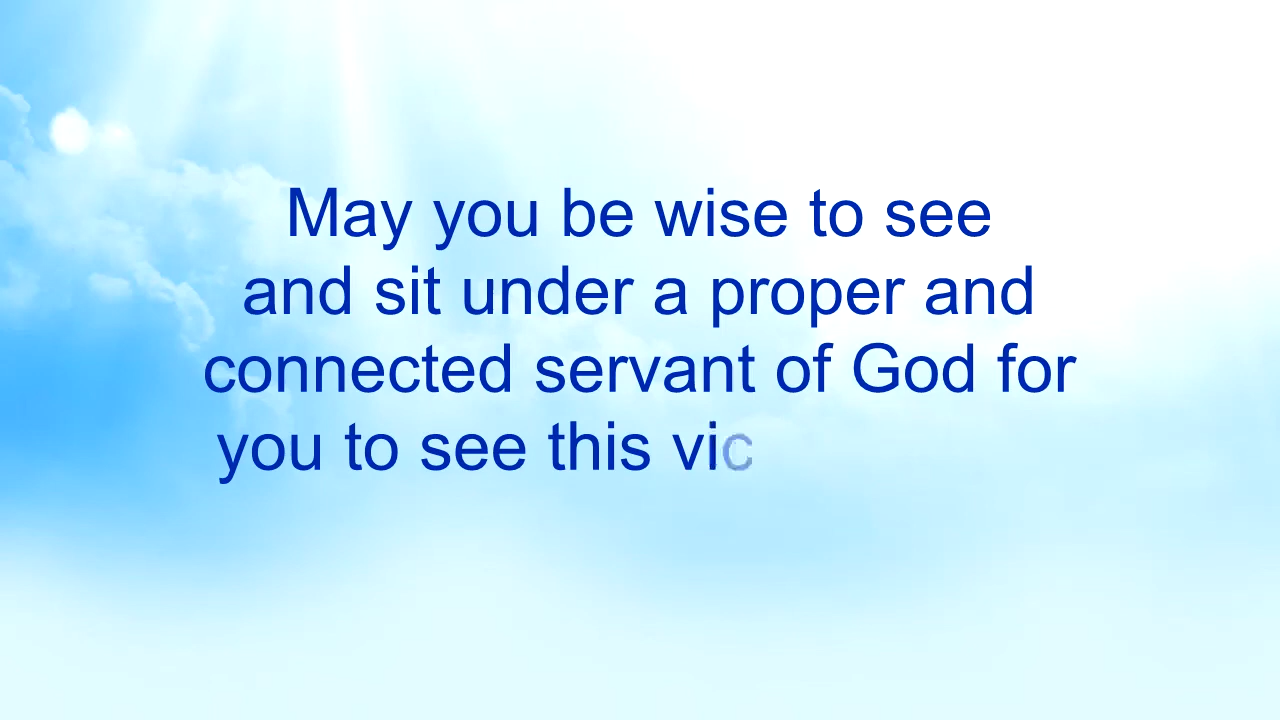 May you be wise to see
and sit under a proper and
connected servant of God for
you to see this vic